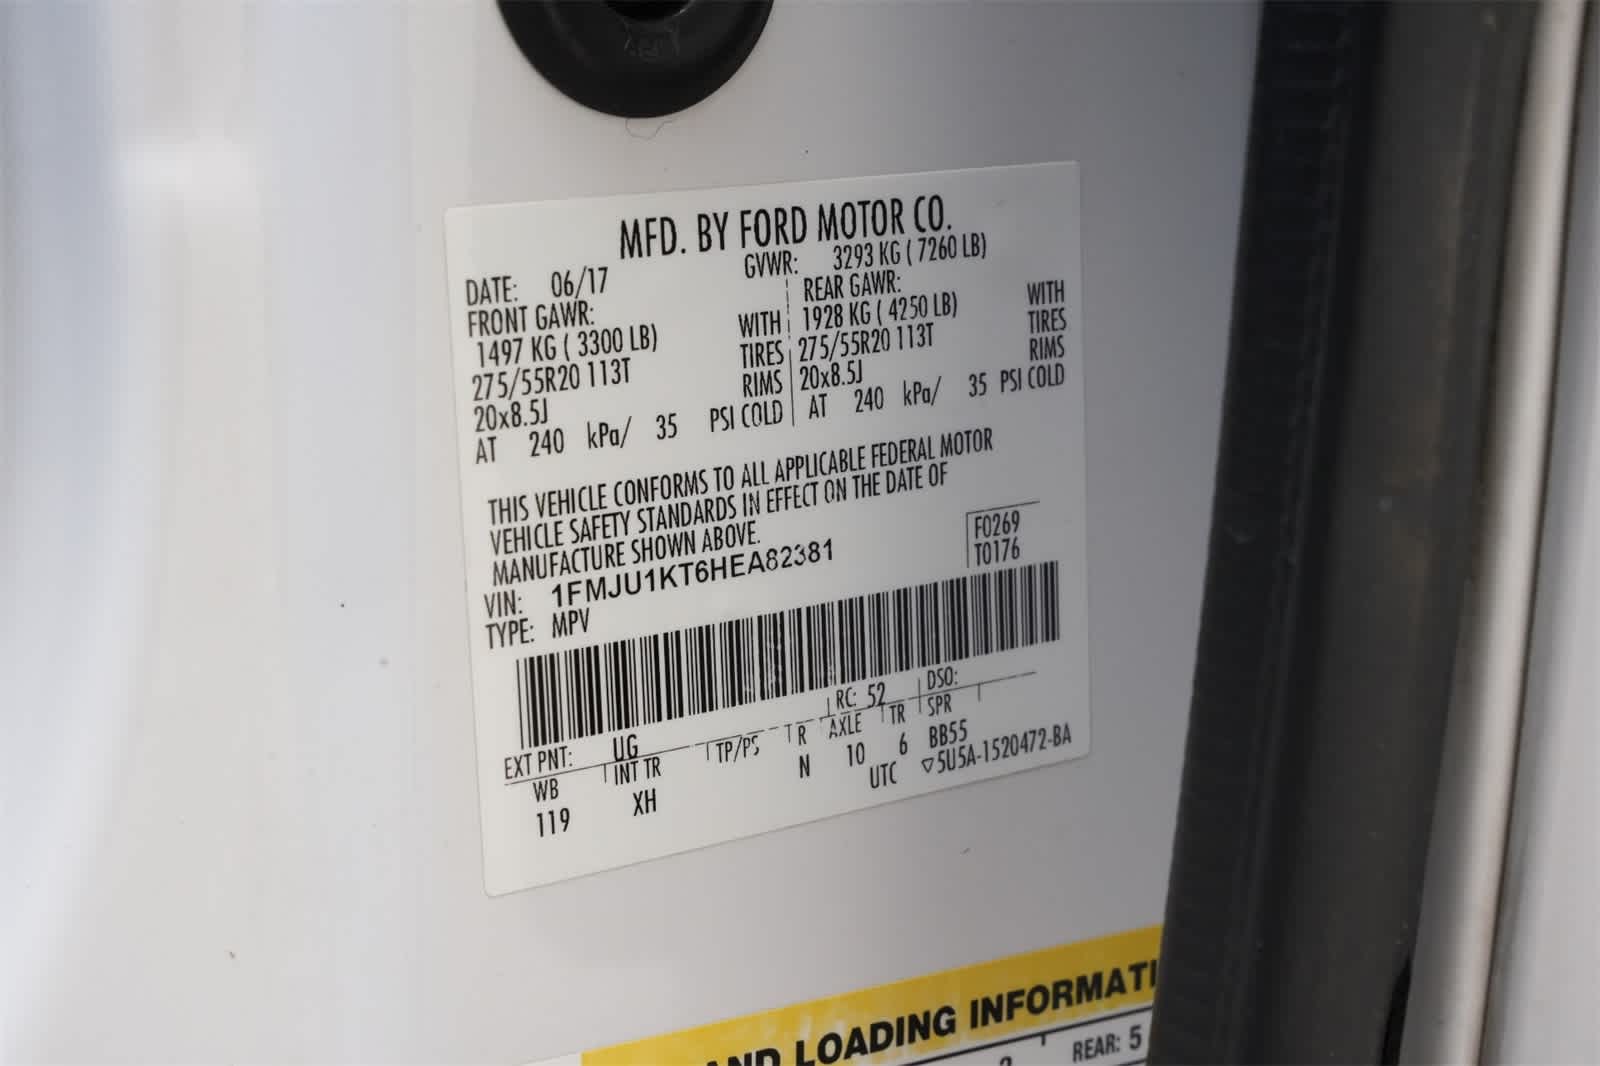 MFD. BY FORD MOTOR CO.
DATE: 06/17 GVWR: 3293 KG ( 7260 LB)
FRONT GAWR: REAR GAWR:
1497 KG ( 3300 LB) WITH 1928 KG ( 4250 LB) WITH
275/55R20 113T TIRES 275/55R20 113T TIRES
20x8.5J RIMS 20x8.5J RIMS
AT 240 kPa/ 35 PSI COLD AT 240 kPa/ 35 PSI COLD
THIS VEHICLE CONFORMS TO ALL APPLICABLE FEDERAL MOTOR
VEHICLE SAFETY STANDARDS IN EFFECT ON THE DATE OF
MANUFACTURE SHOWN ABOVE.
F0269
VIN: 1FMJU1KT6HEA82381
T0176
TYPE: MPV
EXT PNT: UG RC: 52 DSO:
WB INT TR TP/PS R AXLE TR SPR
119 XH N 10 6 BB55
UTC ▽5U5A-1520472-BA
AND LOADING INFORMATI
REAR: 5